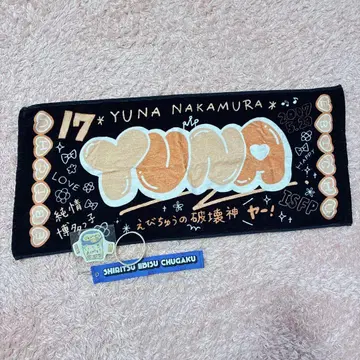 17 * YUNA NAKAMURA *
YUNA
LOVE
純情
博多っ子
えびちゅうの破壊神 ヤー!
ISFP
SHIRITSU EBISU CHUGAKU